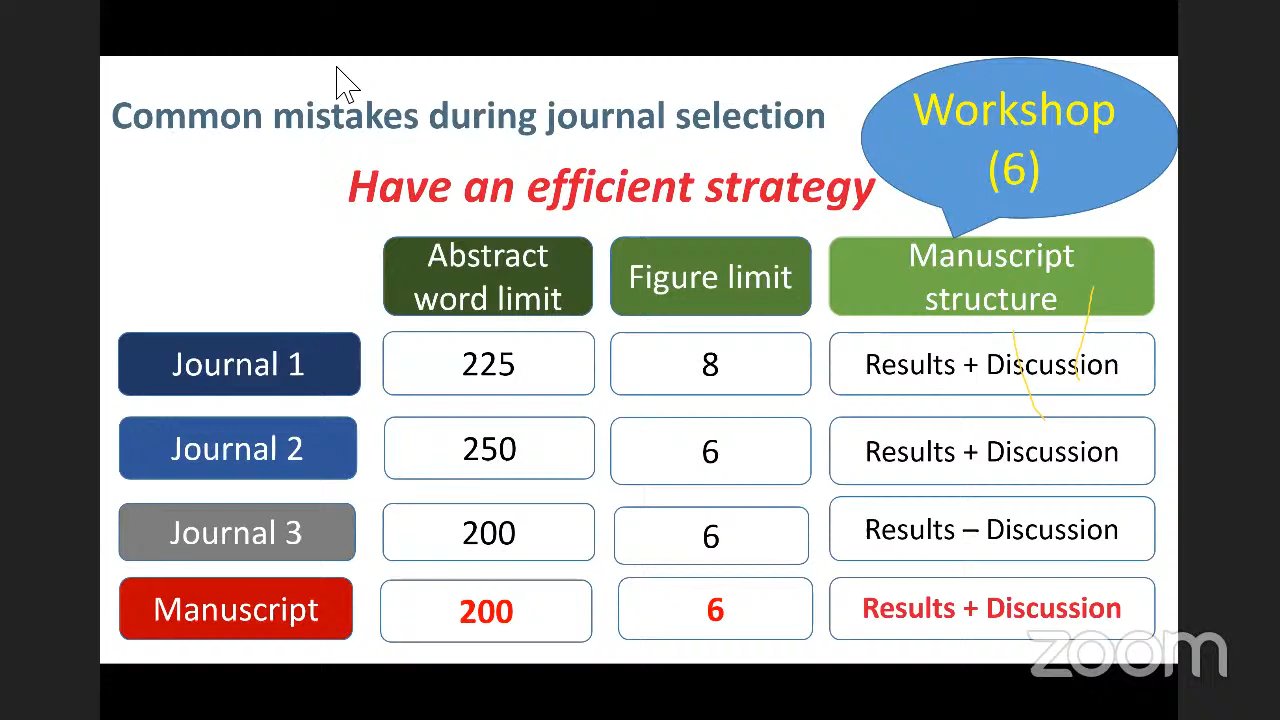 Common mistakes during journal selection
Workshop
(6)
Have an efficient strategy
Abstract
word limit
Figure limit
Manuscript
structure
Journal 1
225
8
Results + Discussion
Journal 2
250
6
Results + Discussion
Journal 3
200
6
Results – Discussion
Manuscript
200
6
Results + Discussion
zoom